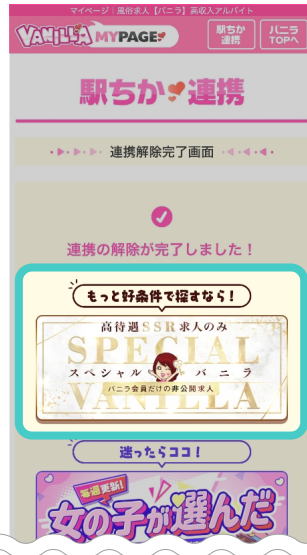 マイページ｜風俗求人【バニラ】高収入アルバイト
VANILLA MYPAGE
駅ちか
連携
バニラ
TOPへ
駅ちか 連携
連携解除完了画面
連携の解除が完了しました！
もっと好条件で探すなら！
高待遇SSR求人のみ
SPECIAL
スペシャル バニラ
バニラ会員だけの非公開求人
VANILLA
迷ったらココ！
毎週更新!
女の子が選んだ